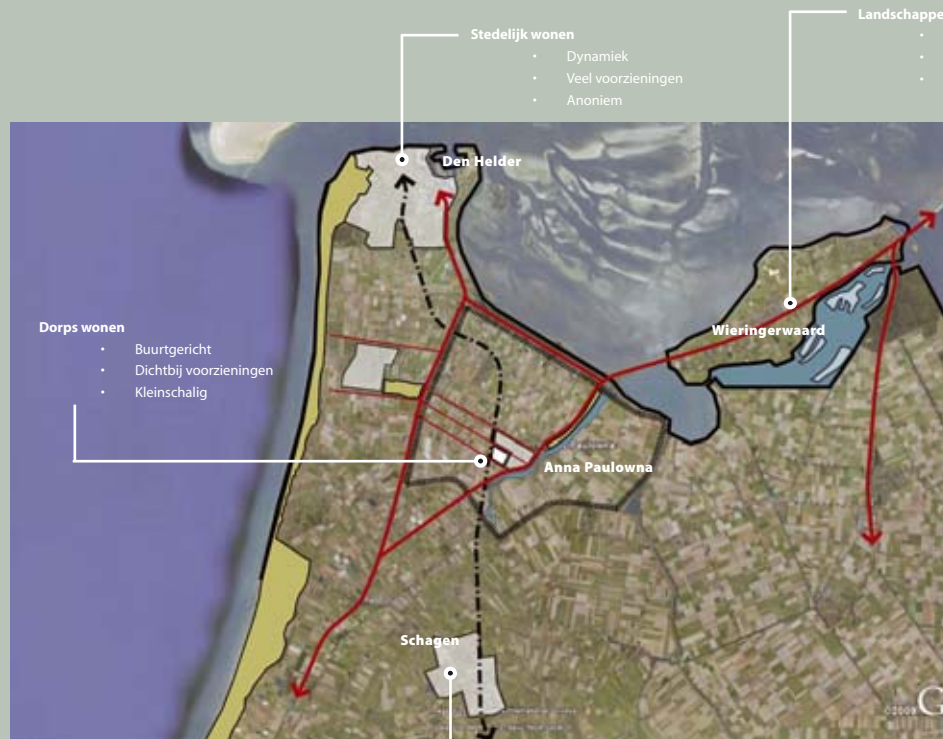 Landschappe
Stedelijk wonen
• Dynamiek
• Veel voorzieningen
• Anoniem
Den Helder
Dorps wonen
• Buurtgericht
• Dichtbij voorzieningen
• Kleinschalig
Wieringerwaard
Anna Paulowna
Schagen
©2008 G